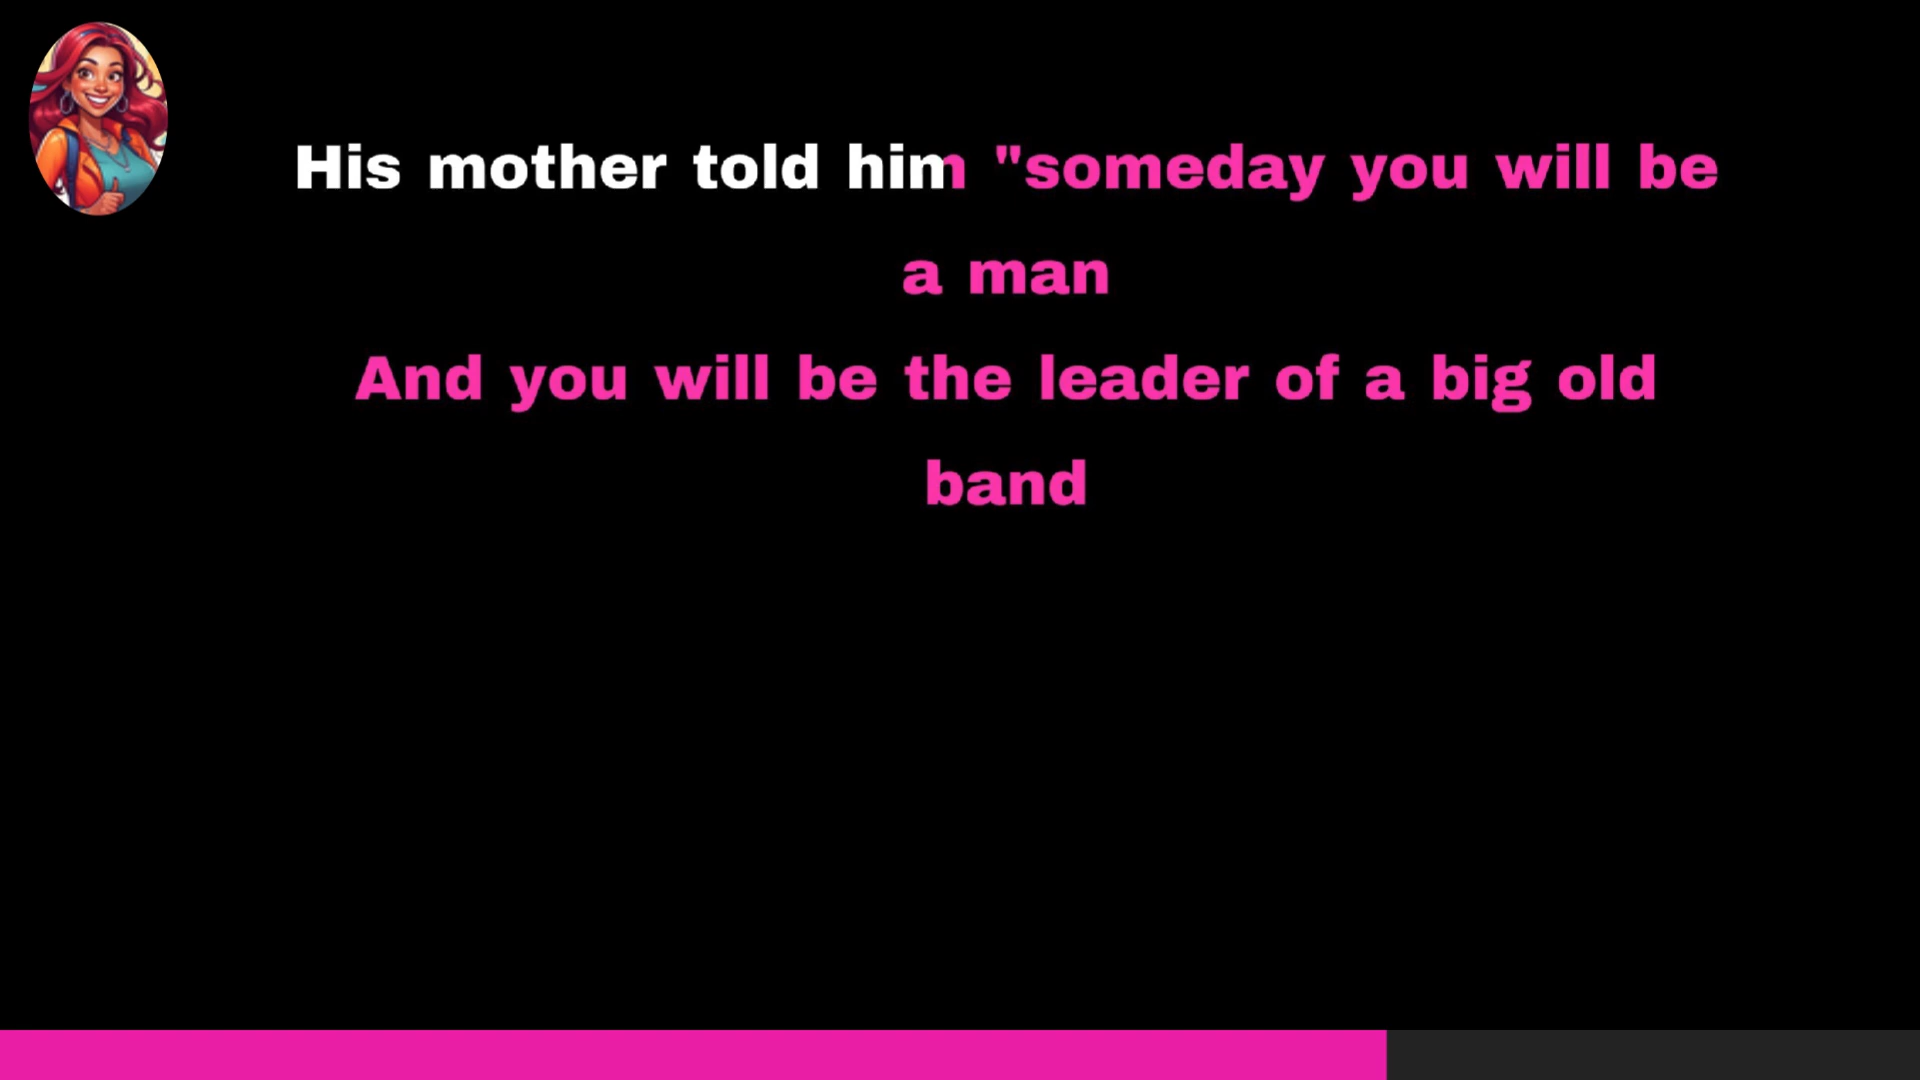 His mother told him "someday you will be
a man
And you will be the leader of a big old
band